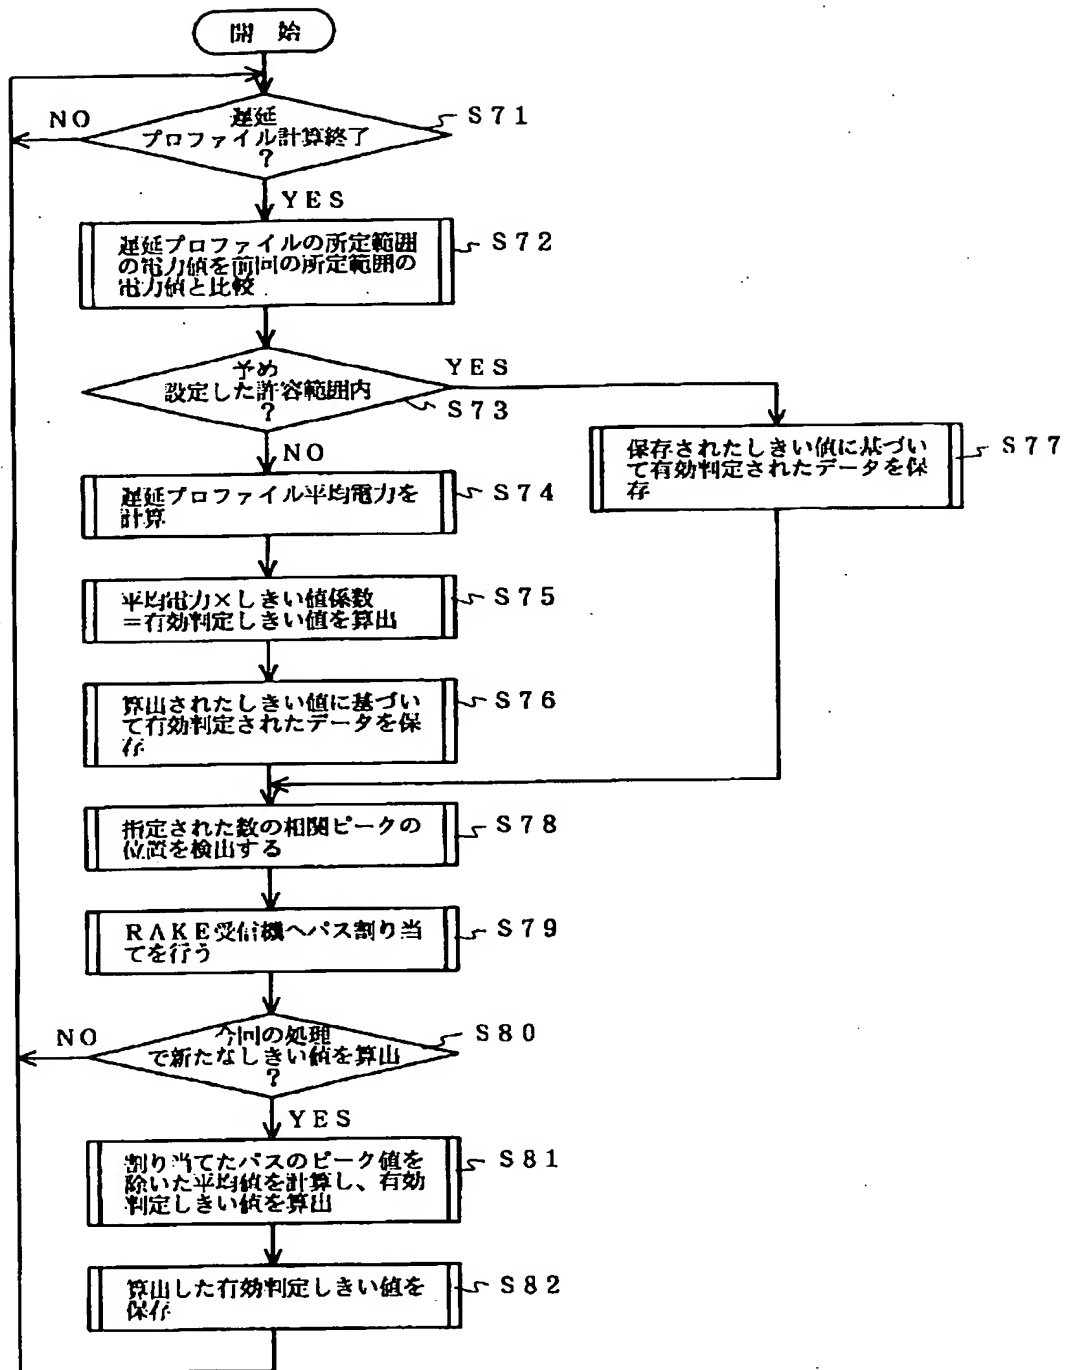 開 始
遅延
プロファイル計算終了
?
NO
S71
YES
遅延プロファイルの所定範囲
の電力値を前回の所定範囲の
電力値と比較
S72
予め
設定した許容範囲内
?
YES
S73
NO
遅延プロファイル平均電力を
計算
S74
保存されたしきい値に基づい
て有効判定されたデータを保
存
S77
平均電力×しきい値係数
=有効判定しきい値を算出
S75
算出されたしきい値に基づい
て有効判定されたデータを保
存
S76
指定された数の相関ピークの
位置を検出する
S78
RAKE受信機へパス割り当
てを行う
S79
今回の処理
で新たなしきい値を算出
?
NO
S80
YES
割り当てたパスのピーク値を
除いた平均値を計算し、有効
判定しきい値を算出
S81
算出した有効判定しきい値を
保存
S82